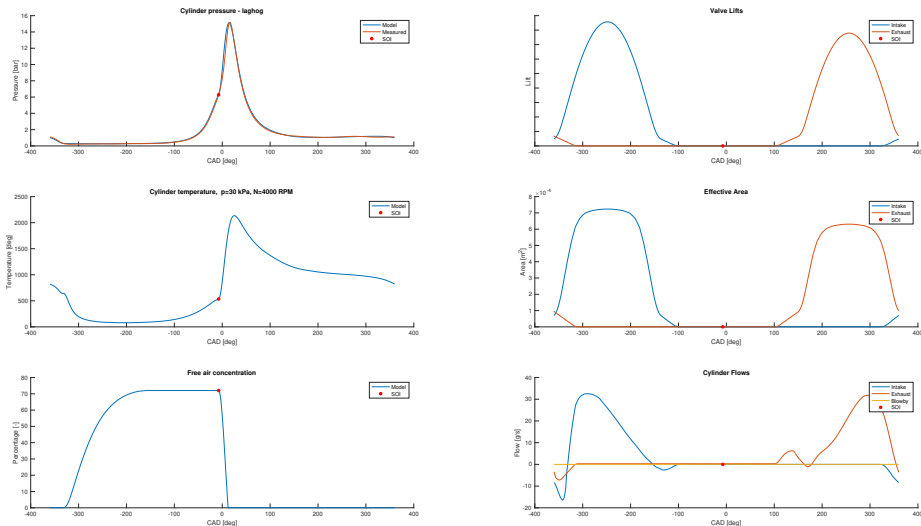 Cylinder pressure - laghog
Pressure [bar]
16
14
12
10
8
6
4
2
0
-400
-300
-200
-100
0
100
200
300
400
CAD [deg]
Model
Measured
SOI
Valve Lifts
Lift
-400
-300
-200
-100
0
100
200
300
400
CAD [deg]
Intake
Exhaust
SOI
Cylinder temperature, p=30 kPa, N=4000 RPM
Temperature [deg]
2500
2000
1500
1000
500
0
-400
-300
-200
-100
0
100
200
300
400
CAD [deg]
Model
SOI
Effective Area
Area [m²]
8
7
6
5
4
3
2
1
0
-400
-300
-200
-100
0
100
200
300
400
CAD [deg]
Intake
Exhaust
SOI
Free air concentration
Percentage [-]
80
70
60
50
40
30
20
10
0
-400
-300
-200
-100
0
100
200
300
400
CAD [deg]
Model
SOI
Cylinder Flows
Flow [g/s]
40
30
20
10
0
-10
-20
-400
-300
-200
-100
0
100
200
300
400
CAD [deg]
Intake
Exhaust
Blowby
SOI